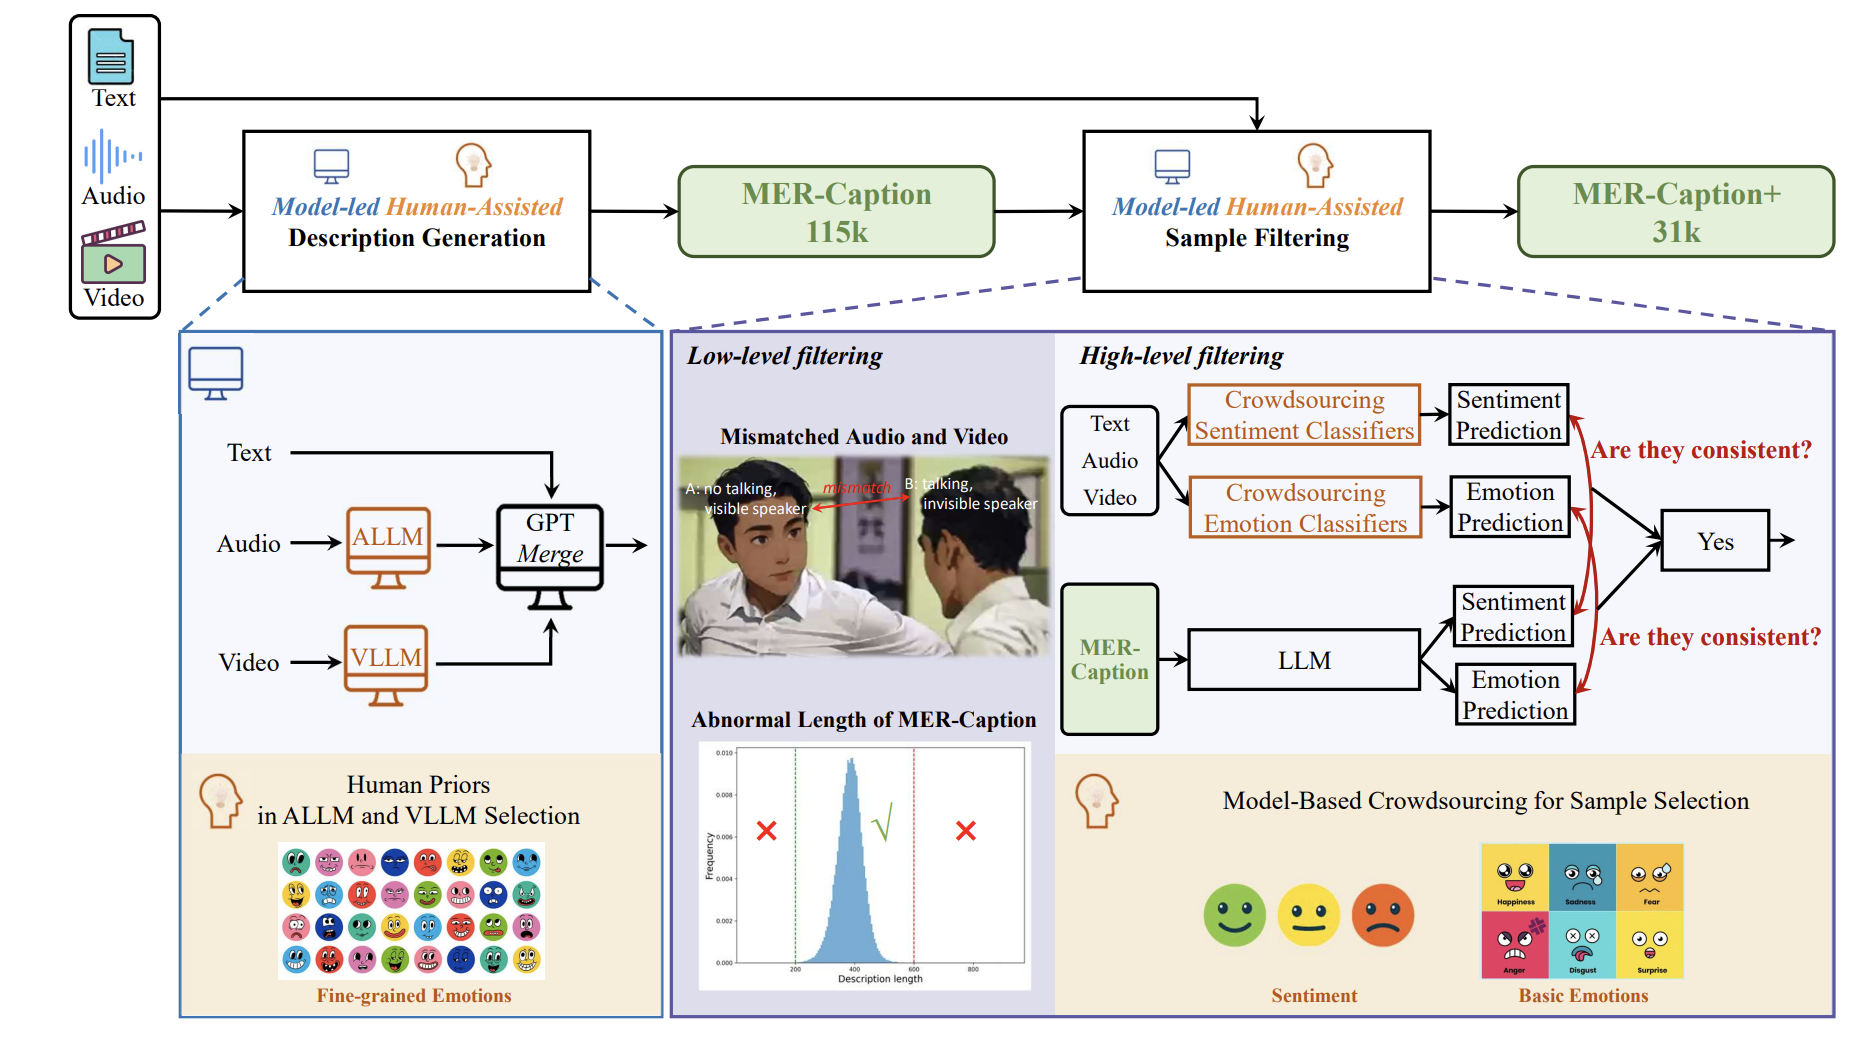 Text
Audio
Video
Model-led Human-Assisted
Description Generation
MER-Caption
115k
Model-led Human-Assisted
Sample Filtering
MER-Caption+
31k
Text
Audio
Video
ALLM
VLLM
GPT
Merge
Human Priors
in ALLM and VLLM Selection
Fine-grained Emotions
Low-level filtering
Mismatched Audio and Video
A: no talking,
visible speaker
mismatch
B: talking,
invisible speaker
Abnormal Length of MER-Caption
0.010
0.008
0.006
0.004
0.002
0.000
Frequency
200
400
600
800
Description length
High-level filtering
Text
Audio
Video
Crowdsourcing
Sentiment Classifiers
Sentiment
Prediction
Crowdsourcing
Emotion Classifiers
Emotion
Prediction
Are they consistent?
Yes
MER-
Caption
LLM
Sentiment
Prediction
Emotion
Prediction
Are they consistent?
Model-Based Crowdsourcing for Sample Selection
Sentiment
Happiness
Sadness
Fear
Anger
Disgust
Surprise
Basic Emotions